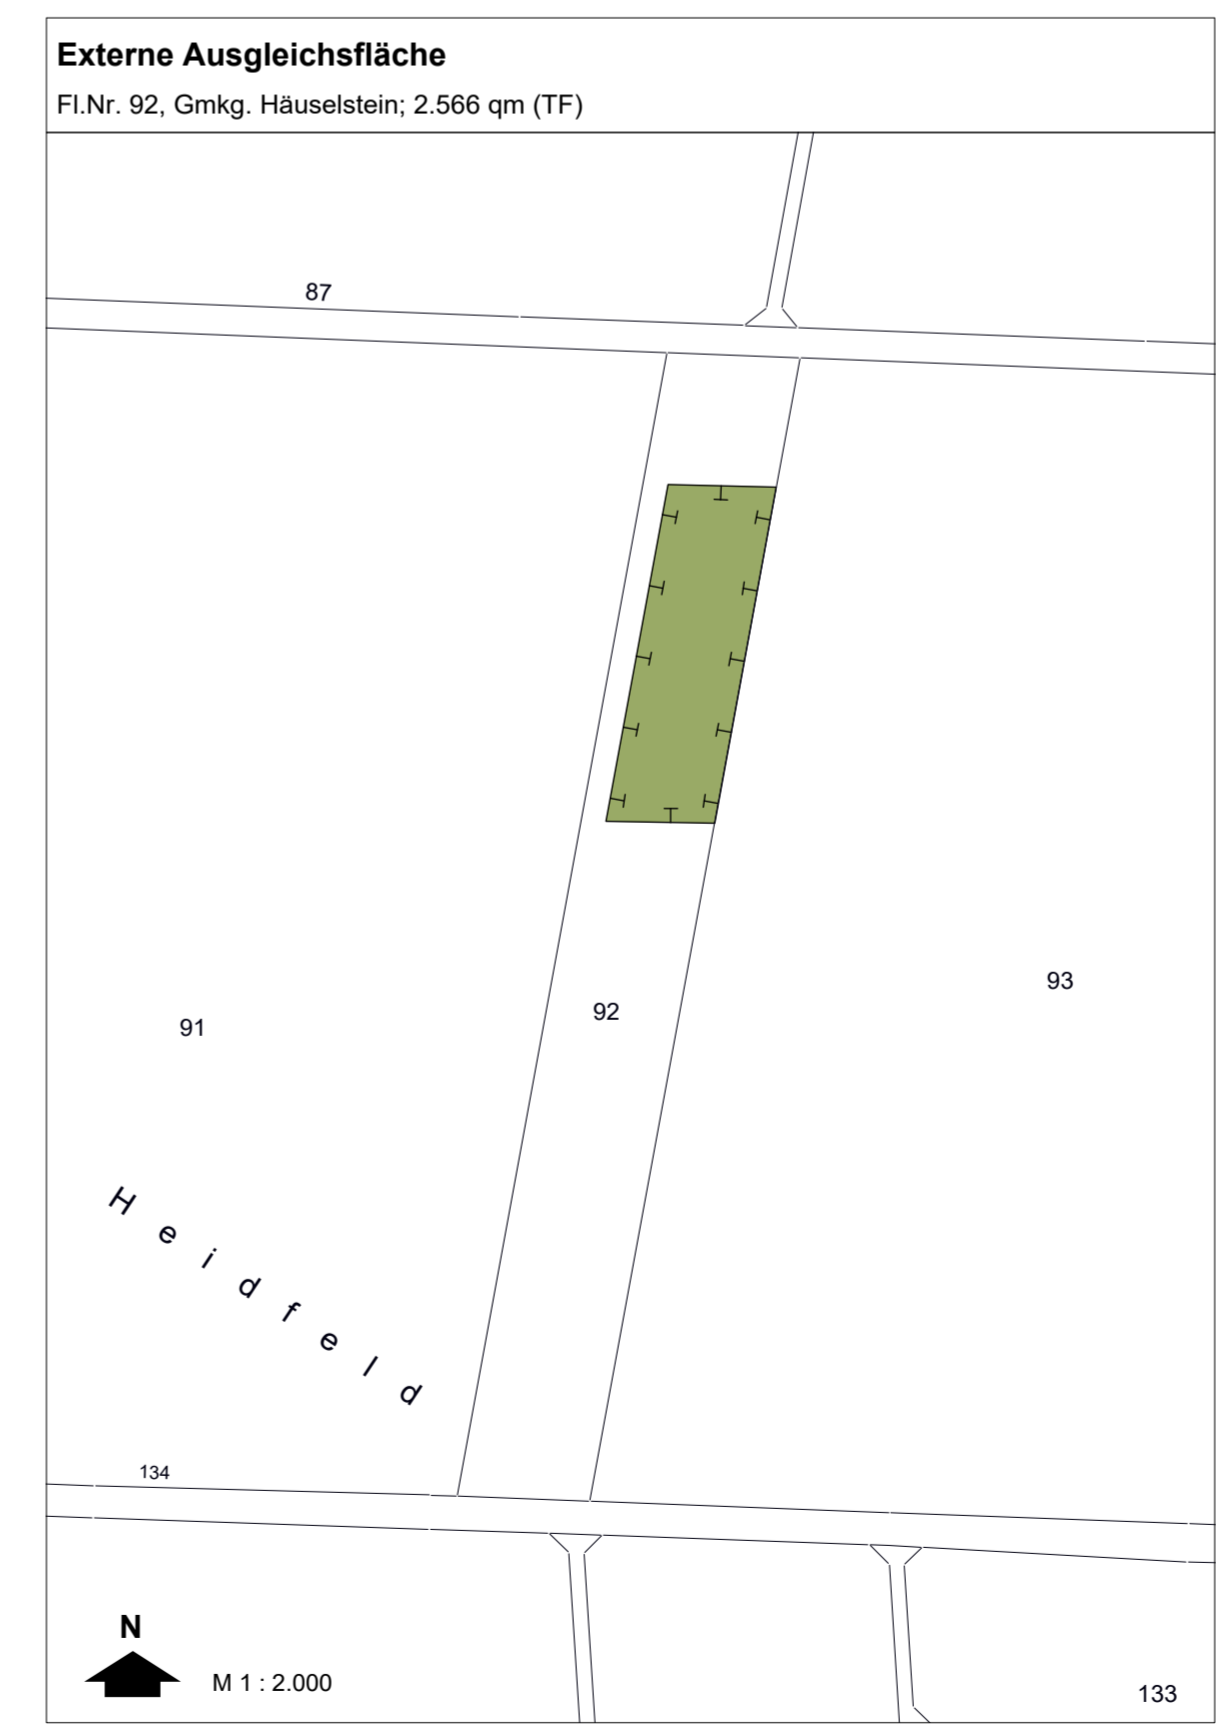 Externe Ausgleichsfläche
Fl.Nr. 92, Gmkg. Häuselstein; 2.566 qm (TF)
87
93
92
91
Heidfeld
134
N
M 1 : 2.000
133